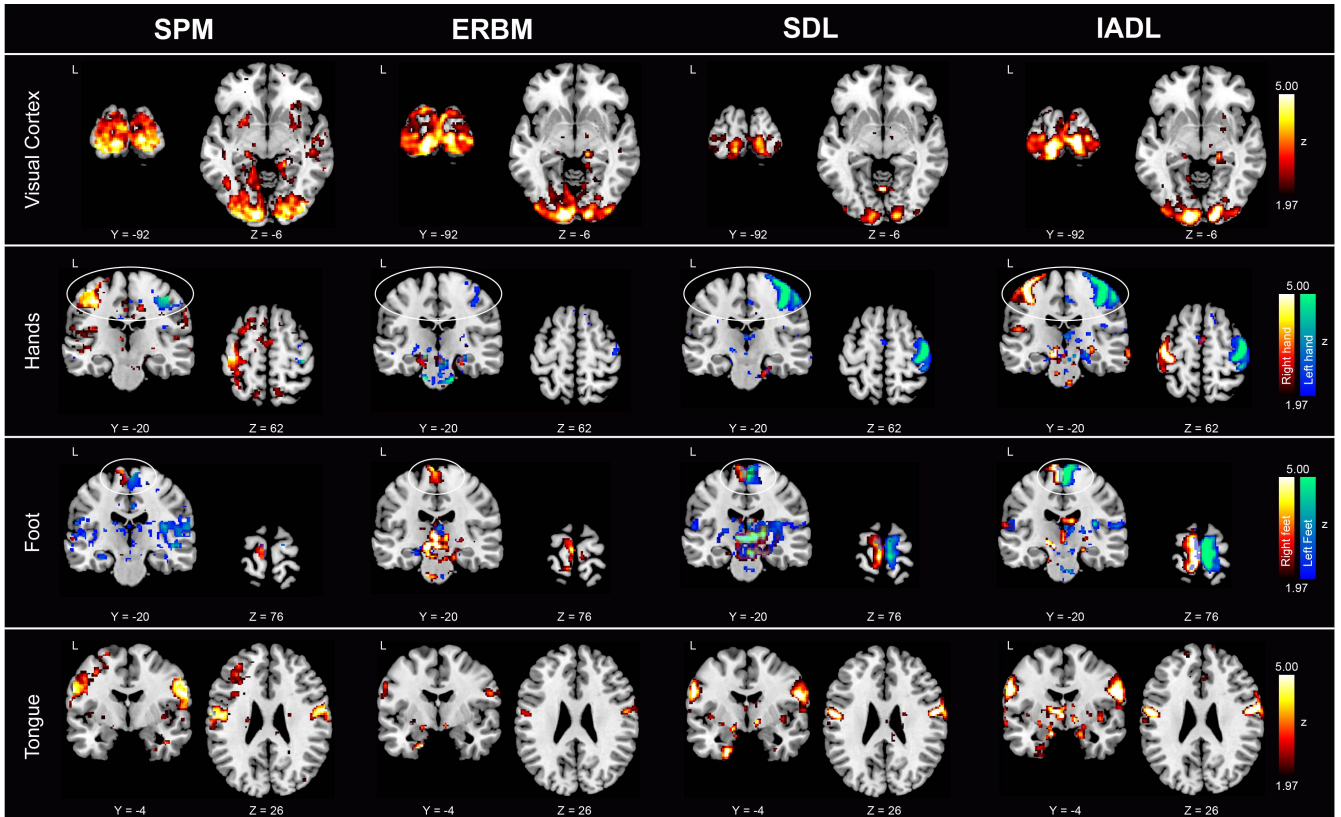 SPM ERBM SDL IADL
Visual Cortex
L L L L
5.00
z
1.97
Y = -92 Z = -6 Y = -92 Z = -6 Y = -92 Z = -6 Y = -92 Z = -6
Hands
L L L L
5.00
Right hand
Left hand
z
1.97
Y = -20 Z = 62 Y = -20 Z = 62 Y = -20 Z = 62 Y = -20 Z = 62
Foot
L L L L
5.00
Right feet
Left Feet
z
1.97
Y = -20 Z = 76 Y = -20 Z = 76 Y = -20 Z = 76 Y = -20 Z = 76
Tongue
L L L L
5.00
z
1.97
Y = -4 Z = 26 Y = -4 Z = 26 Y = -4 Z = 26 Y = -4 Z = 26